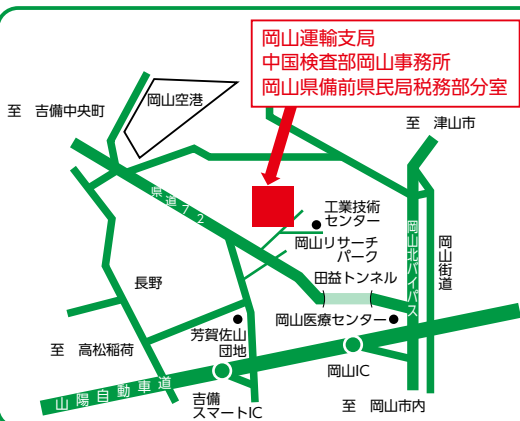 岡山運輸支局
中国検査部岡山事務所
岡山県備前県民局税務部分室
至 吉備中央町
岡山空港
至 津山市
県道72
工業技術
センター
岡山リサーチ
パーク
岡山北バイパス
岡山街道
田益トンネル
長野
岡山医療センター
芳賀佐山
団地
至 高松稲荷
岡山IC
山陽自動車道
吉備
スマートIC
至 岡山市内